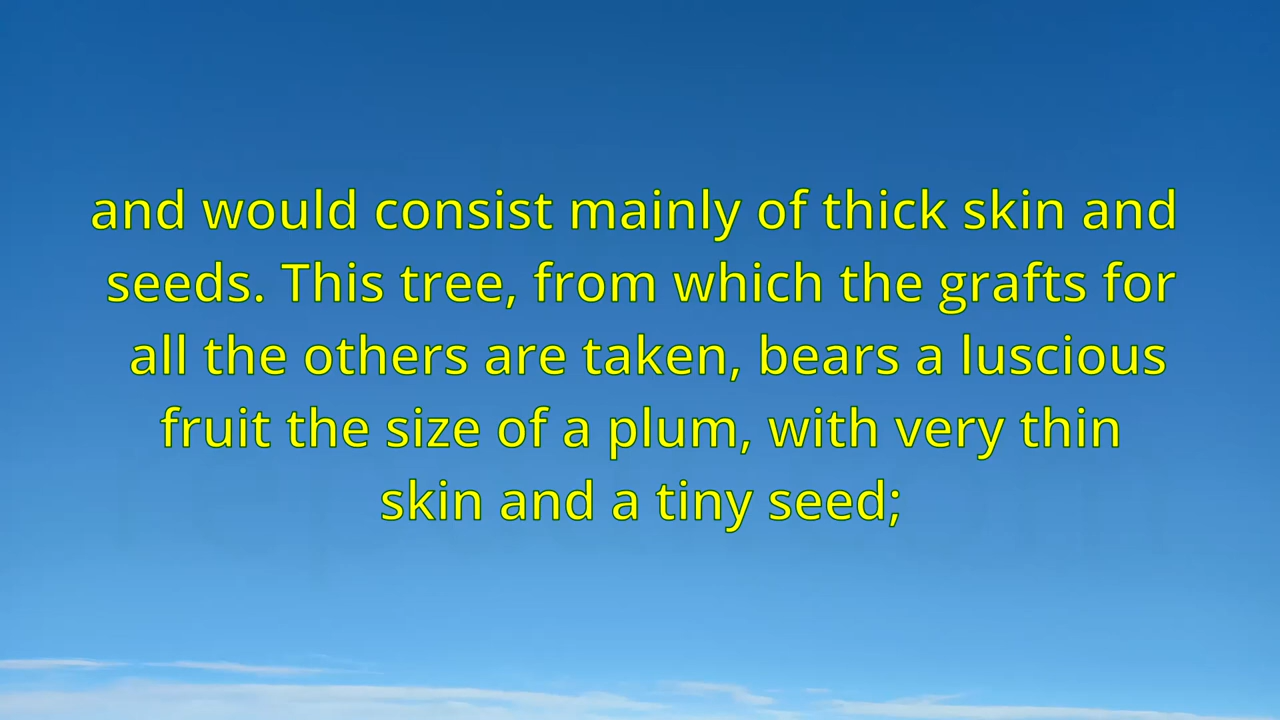 and would consist mainly of thick skin and
seeds. This tree, from which the grafts for
all the others are taken, bears a luscious
fruit the size of a plum, with very thin
skin and a tiny seed;